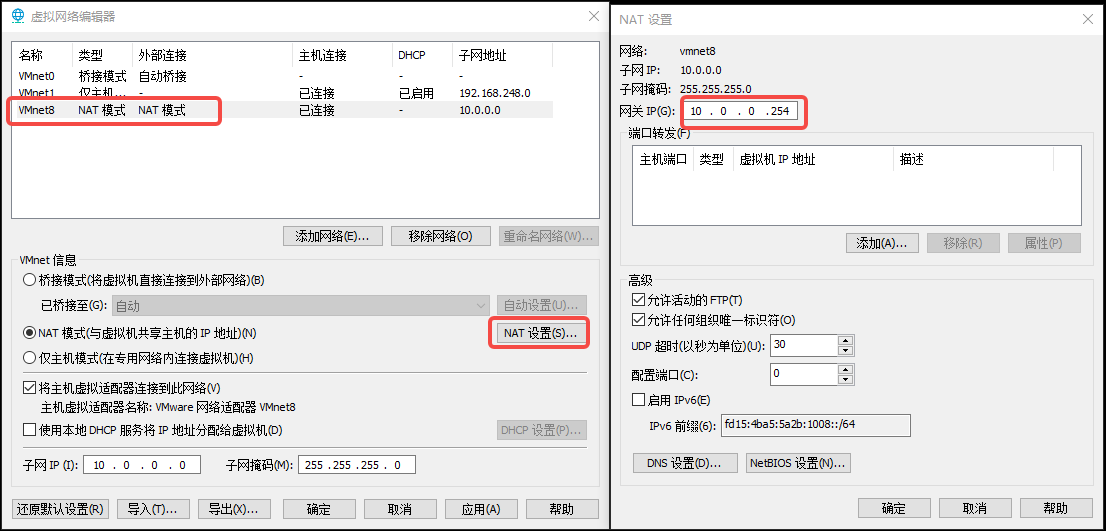 虚拟网络编辑器
名称 类型 外部连接 主机连接 DHCP 子网地址
VMnet0 桥接模式 自动桥接 - - -
VMnet1 仅主机... - 已连接 已启用 192.168.248.0
VMnet8 NAT 模式 NAT 模式 已连接 - 10.0.0.0
添加网络(E)... 移除网络(O) 重命名网络(W)...
VMnet 信息
桥接模式(将虚拟机直接连接到外部网络)(B)
已桥接至(G): 自动 自动设置(U)...
NAT 模式(与虚拟机共享主机的 IP 地址)(N) NAT 设置(S)...
仅主机模式(在专用网络内连接虚拟机)(H)
将主机虚拟适配器连接到此网络(V)
主机虚拟适配器名称: VMware 网络适配器 VMnet8
使用本地 DHCP 服务将 IP 地址分配给虚拟机(D) DHCP 设置(P)...
子网 IP (I): 10 . 0 . 0 . 0 子网掩码(M): 255 . 255 . 255 . 0
还原默认设置(R) 导入(T)... 导出(X)... 确定 取消 应用(A) 帮助
NAT 设置
网络: vmnet8
子网 IP: 10.0.0.0
子网掩码: 255.255.255.0
网关 IP(G): 10 . 0 . 0 . 254
端口转发(F)
主机端口 类型 虚拟机 IP 地址 描述
添加(A)... 移除(R) 属性(P)
高级
允许活动的 FTP(T)
允许任何组织唯一标识符(O)
UDP 超时(以秒为单位)(U): 30
配置端口(C): 0
启用 IPv6(E)
IPv6 前缀(6): fd15:4ba5:5a2b:1008::/64
DNS 设置(D)... NetBIOS 设置(N)...
确定 取消 帮助